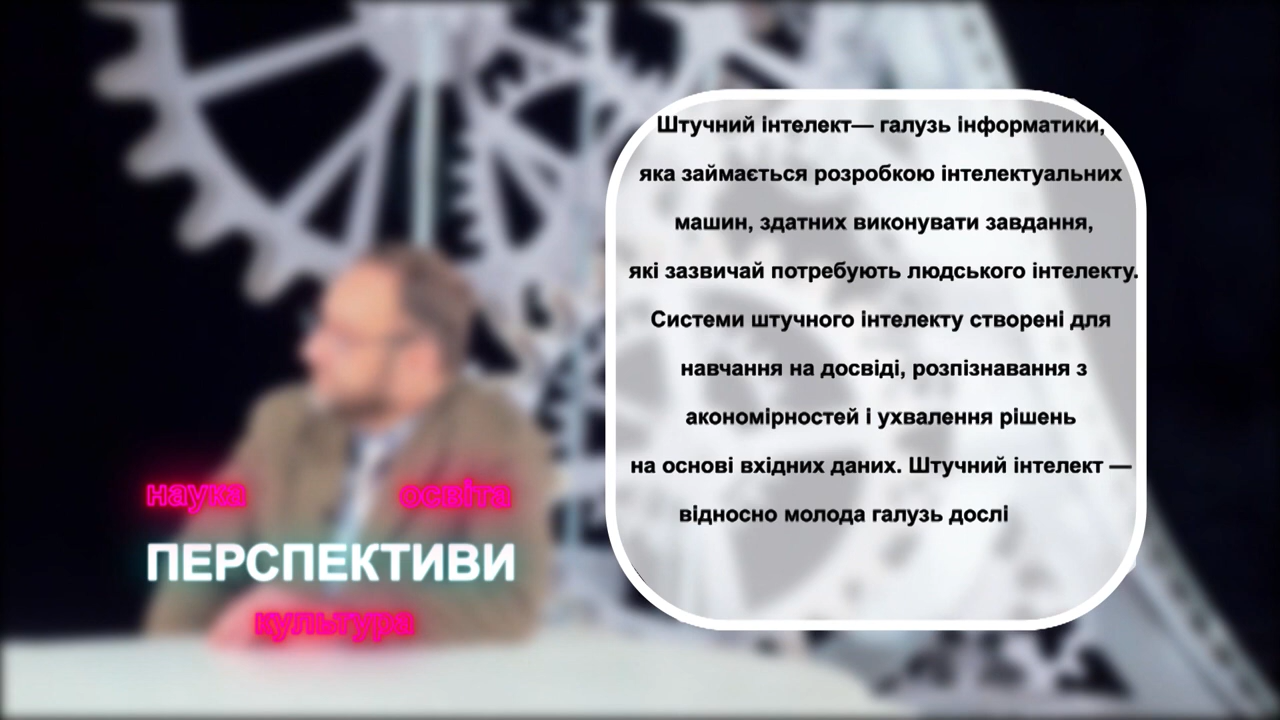 Штучний інтелект— галузь інформатики,
яка займається розробкою інтелектуальних
машин, здатних виконувати завдання,
які зазвичай потребують людського інтелекту.
Системи штучного інтелекту створені для
навчання на досвіді, розпізнавання з
акономірностей і ухвалення рішень
на основі вхідних даних. Штучний інтелект —
відносно молода галузь дослі
наука освіта
ПЕРСПЕКТИВИ
культура